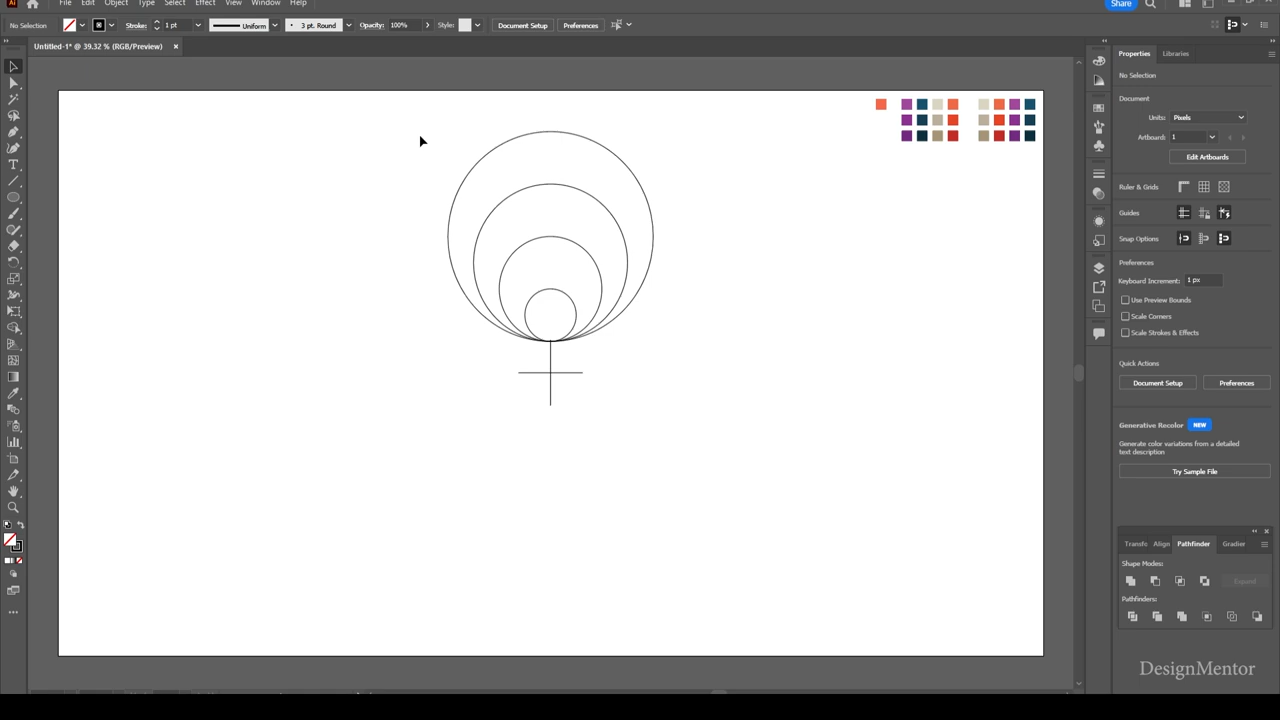 Ai File Edit Object Type Select Effect View Window Help Share
No Selection Stroke: 1 pt Uniform 3 pt. Round Opacity: 100% Style: Document Setup Preferences
Untitled-1* @ 39.32 % (RGB/Preview)
Properties Libraries
No Selection
Document
Units: Pixels
Artboard: 1
Edit Artboards
Ruler & Grids
Guides
Snap Options
Preferences
Keyboard Increment: 1 px
Use Preview Bounds
Scale Corners
Scale Strokes & Effects
Quick Actions
Document Setup Preferences
Generative Recolor NEW
Generate color variations from a detailed
text description
Try Sample File
Transfc Align Pathfinder Gradier
Shape Modes:
Expand
Pathfinders:
DesignMentor